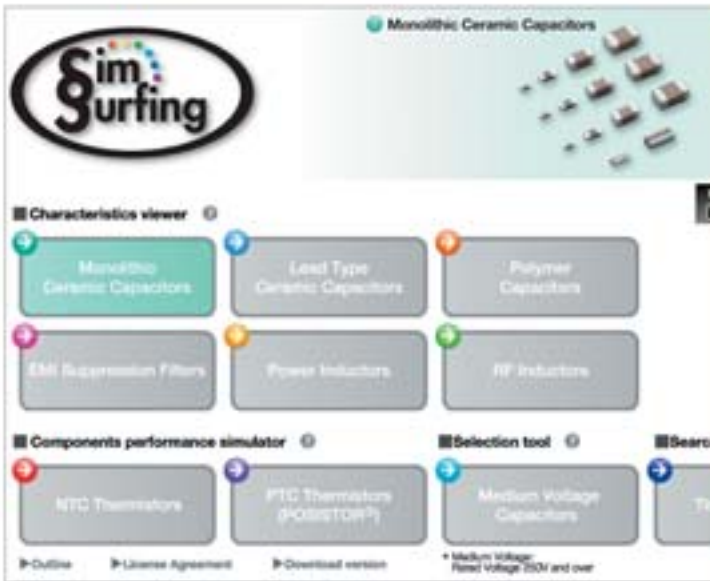 Sim
Surfing
Monolithic Ceramic Capacitors
Characteristics viewer
Monolithic
Ceramic Capacitors
Lead Type
Ceramic Capacitors
Polymer
Capacitors
EMI Suppression Filters
Power Inductors
RF Inductors
Components performance simulator
Selection tool
Searc
NTC Thermistors
PTC Thermistors
(POSISTOR®)
Medium Voltage
Capacitors
▶Outline ▶License Agreement ▶Download version
* Medium Voltage:
Rated Voltage 250V and over